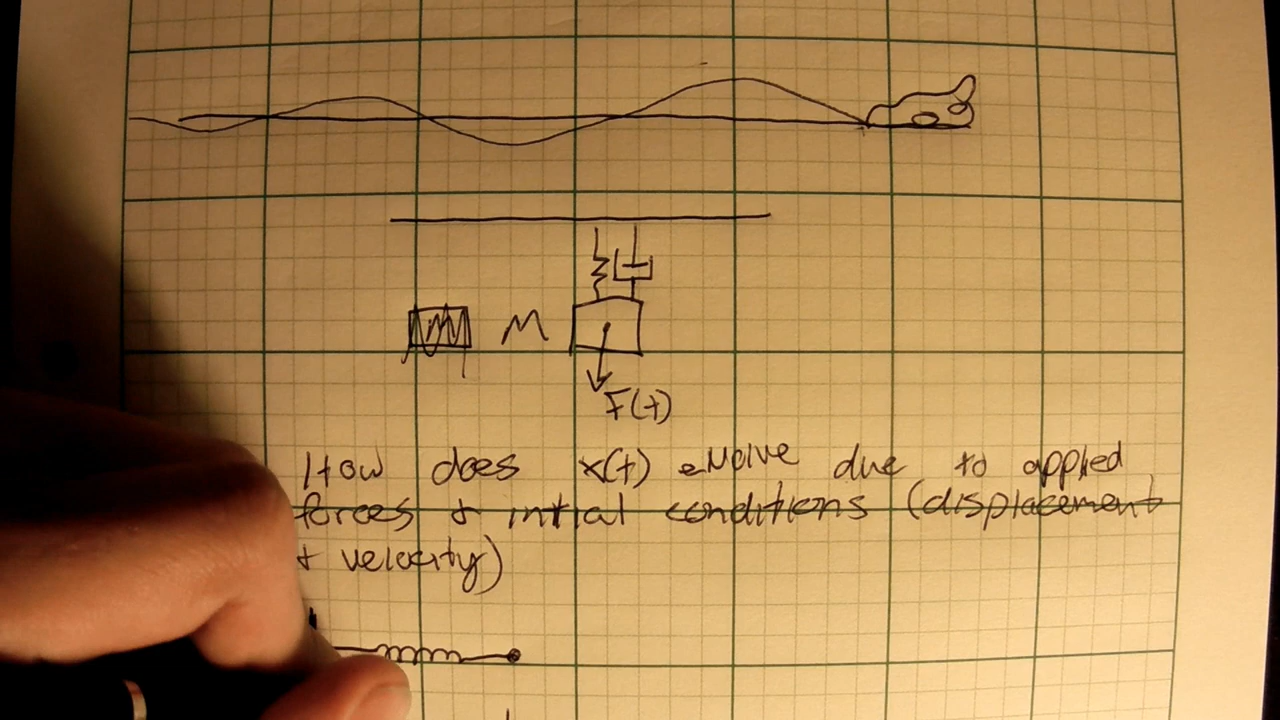 M
F(t)
How does x(t) evolve due to applied
forces & initial conditions (displacement
& velocity)